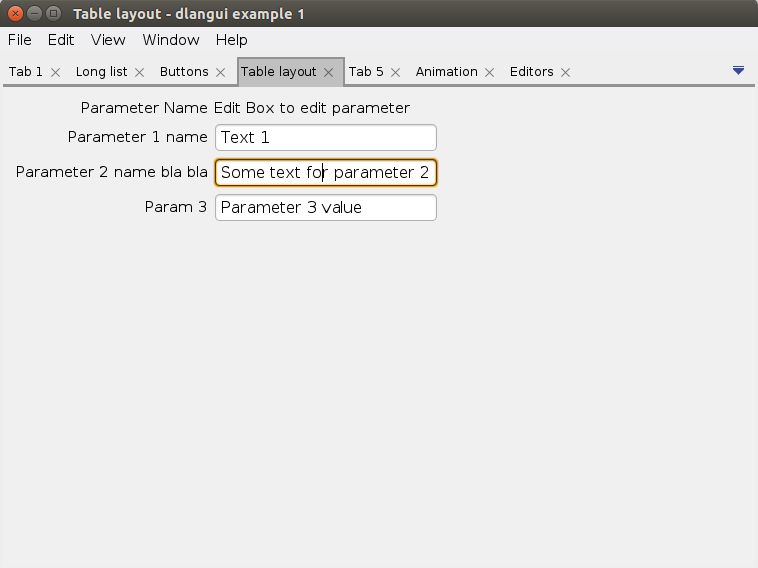 Table layout - dlangui example 1
File Edit View Window Help
Tab 1 Long list Buttons Table layout Tab 5 Animation Editors
Parameter Name Edit Box to edit parameter
Parameter 1 name Text 1
Parameter 2 name bla bla Some text for parameter 2
Param 3 Parameter 3 value